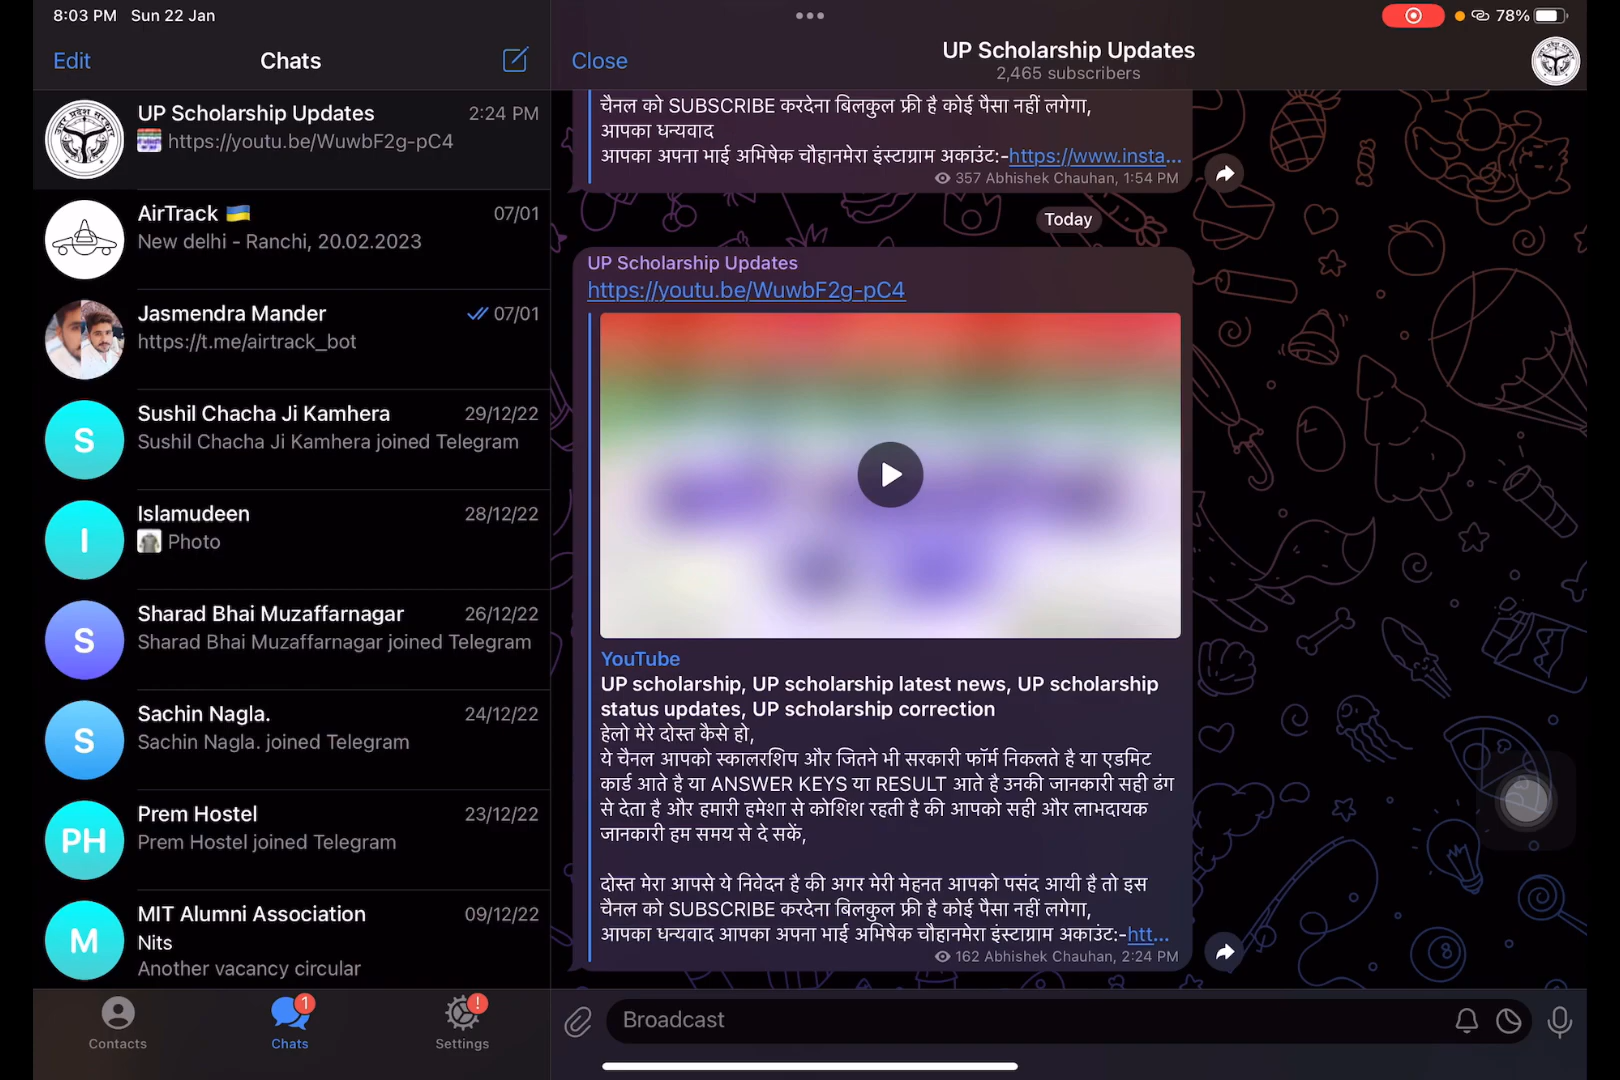 8:03 PM Sun 22 Jan
78%
Edit
Chats
UP Scholarship Updates
2:24 PM
https://youtu.be/WuwbF2g-pC4
AirTrack 🇺🇦
07/01
New delhi - Ranchi, 20.02.2023
Jasmendra Mander
07/01
https://t.me/airtrack_bot
Sushil Chacha Ji Kamhera
29/12/22
Sushil Chacha Ji Kamhera joined Telegram
S
Islamudeen
28/12/22
Photo
I
Sharad Bhai Muzaffarnagar
26/12/22
Sharad Bhai Muzaffarnagar joined Telegram
S
Sachin Nagla.
24/12/22
Sachin Nagla. joined Telegram
S
Prem Hostel
23/12/22
Prem Hostel joined Telegram
PH
MIT Alumni Association
09/12/22
Nits
Another vacancy circular
M
Contacts
1
Chats
!
Settings
Close
UP Scholarship Updates
2,465 subscribers
चैनल को SUBSCRIBE करदेना बिलकुल फ्री है कोई पैसा नहीं लगेगा,
आपका धन्यवाद
आपका अपना भाई अभिषेक चौहानमेरा इंस्टाग्राम अकाउंट:-https://www.insta...
357 Abhishek Chauhan, 1:54 PM
Today
UP Scholarship Updates
https://youtu.be/WuwbF2g-pC4
YouTube
UP scholarship, UP scholarship latest news, UP scholarship
status updates, UP scholarship correction
हेलो मेरे दोस्त कैसे हो,
ये चैनल आपको स्कालरशिप और जितने भी सरकारी फॉर्म निकलते है या एडमिट
कार्ड आते है या ANSWER KEYS या RESULT आते है उनकी जानकारी सही ढंग
से देता है और हमारी हमेशा से कोशिश रहती है की आपको सही और लाभदायक
जानकारी हम समय से दे सकें,
दोस्त मेरा आपसे ये निवेदन है की अगर मेरी मेहनत आपको पसंद आयी है तो इस
चैनल को SUBSCRIBE करदेना बिलकुल फ्री है कोई पैसा नहीं लगेगा,
आपका धन्यवाद आपका अपना भाई अभिषेक चौहानमेरा इंस्टाग्राम अकाउंट:-htt...
162 Abhishek Chauhan, 2:24 PM
Broadcast